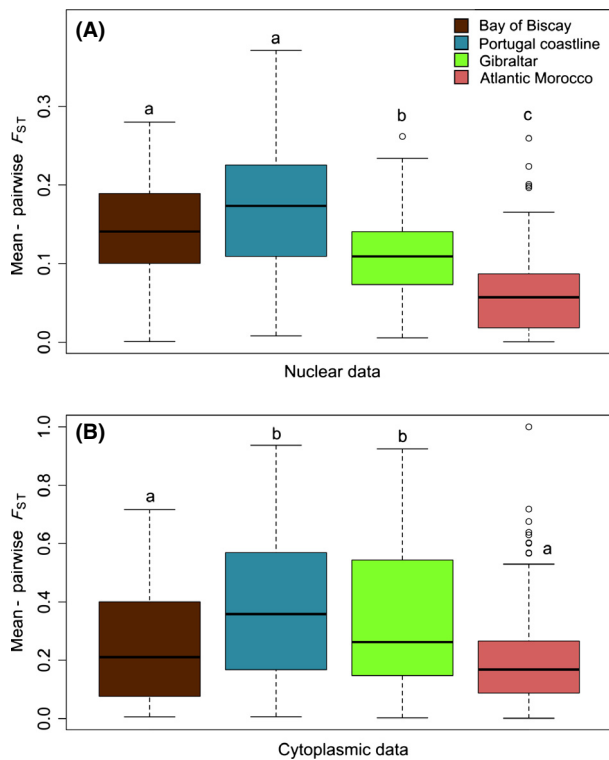 (A)
Bay of Biscay
Portugal coastline
Gibraltar
Atlantic Morocco
a
a
b
c
Mean - pairwise FST
0.0
0.1
0.2
0.3
Nuclear data
(B)
a
b
b
a
Mean - pairwise FST
0.0
0.2
0.4
0.6
0.8
1.0
Cytoplasmic data